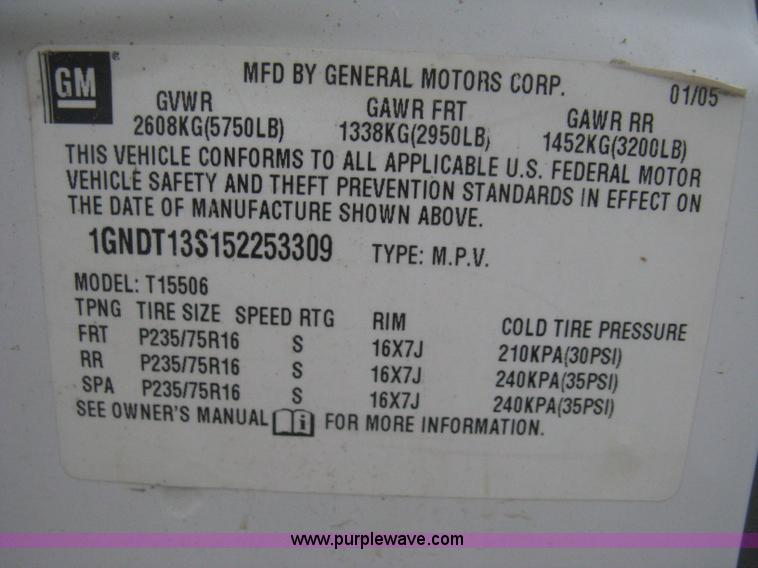 GM
MFD BY GENERAL MOTORS CORP. 01/05
GVWR GAWR FRT GAWR RR
2608KG(5750LB) 1338KG(2950LB) 1452KG(3200LB)
THIS VEHICLE CONFORMS TO ALL APPLICABLE U.S. FEDERAL MOTOR
VEHICLE SAFETY AND THEFT PREVENTION STANDARDS IN EFFECT ON
THE DATE OF MANUFACTURE SHOWN ABOVE.
1GNDT13S152253309 TYPE: M.P.V.
MODEL: T15506
TPNG TIRE SIZE SPEED RTG RIM COLD TIRE PRESSURE
FRT P235/75R16 S 16X7J 210KPA(30PSI)
RR P235/75R16 S 16X7J 240KPA(35PSI)
SPA P235/75R16 S 16X7J 240KPA(35PSI)
SEE OWNER'S MANUAL i FOR MORE INFORMATION.
www.purplewave.com